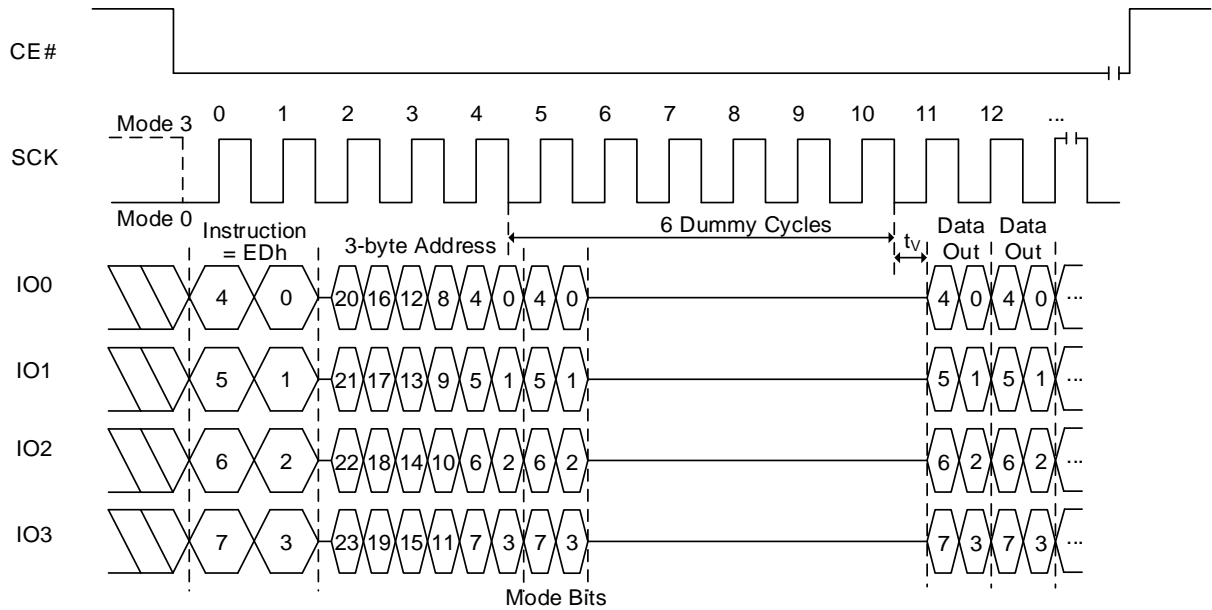 CE#
0 1 2 3 4 5 6 7 8 9 10 11 12 ...
Mode 3
SCK
Mode 0
6 Dummy Cycles
Instruction
= EDh
3-byte Address
tV
Data
Out
Data
Out
IO0 4 0 20 16 12 8 4 0 4 0 4 0 4 0 ...
IO1 5 1 21 17 13 9 5 1 5 1 5 1 5 1 ...
IO2 6 2 22 18 14 10 6 2 6 2 6 2 6 2 ...
IO3 7 3 23 19 15 11 7 3 7 3 7 3 7 3 ...
Mode Bits